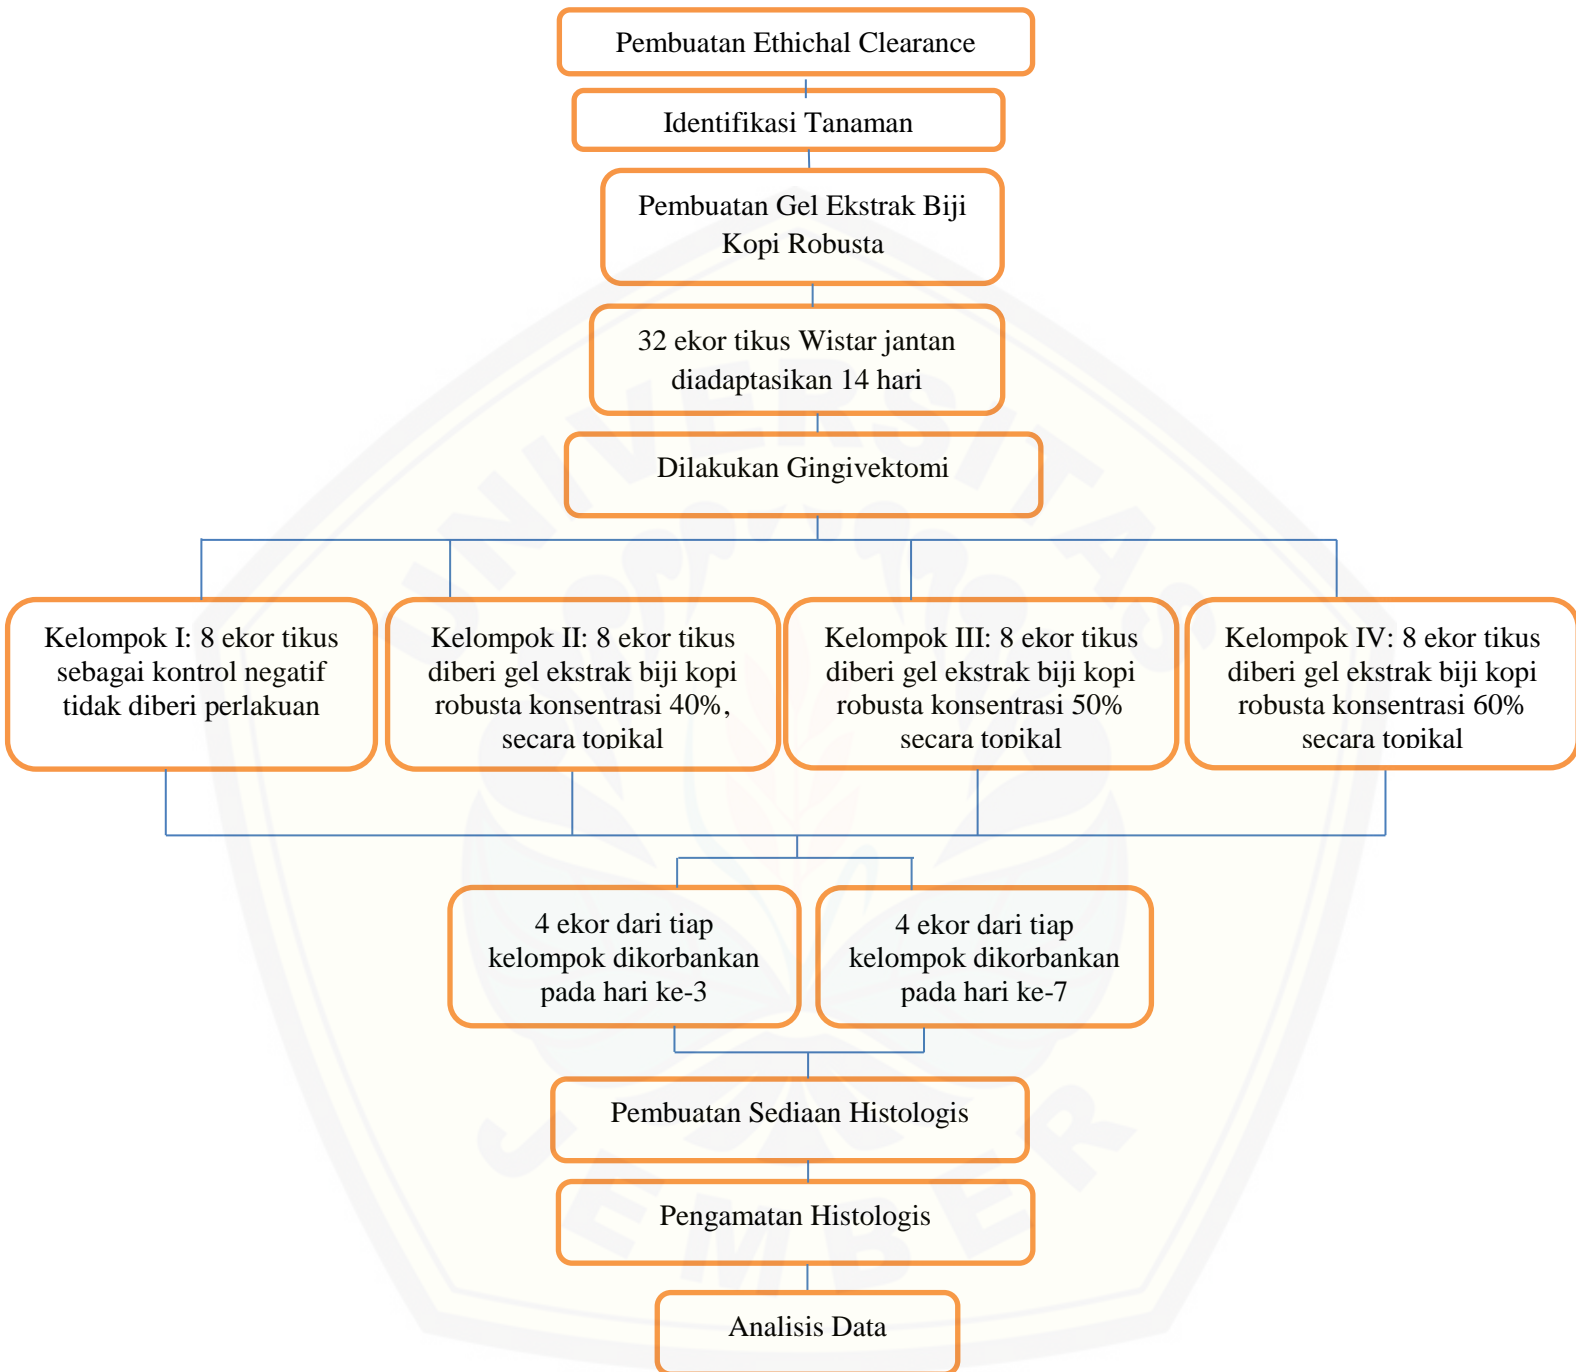 Pembuatan Ethichal Clearance
Identifikasi Tanaman
Pembuatan Gel Ekstrak Biji
Kopi Robusta
32 ekor tikus Wistar jantan
diadaptasikan 14 hari
Dilakukan Gingivektomi
Kelompok I: 8 ekor tikus
sebagai kontrol negatif
tidak diberi perlakuan
Kelompok II: 8 ekor tikus
diberi gel ekstrak biji kopi
robusta konsentrasi 40%,
secara topikal
Kelompok III: 8 ekor tikus
diberi gel ekstrak biji kopi
robusta konsentrasi 50%
secara topikal
Kelompok IV: 8 ekor tikus
diberi gel ekstrak biji kopi
robusta konsentrasi 60%
secara topikal
4 ekor dari tiap
kelompok dikorbankan
pada hari ke-3
4 ekor dari tiap
kelompok dikorbankan
pada hari ke-7
Pembuatan Sediaan Histologis
Pengamatan Histologis
Analisis Data
UNIVERSITAS
JEMBER